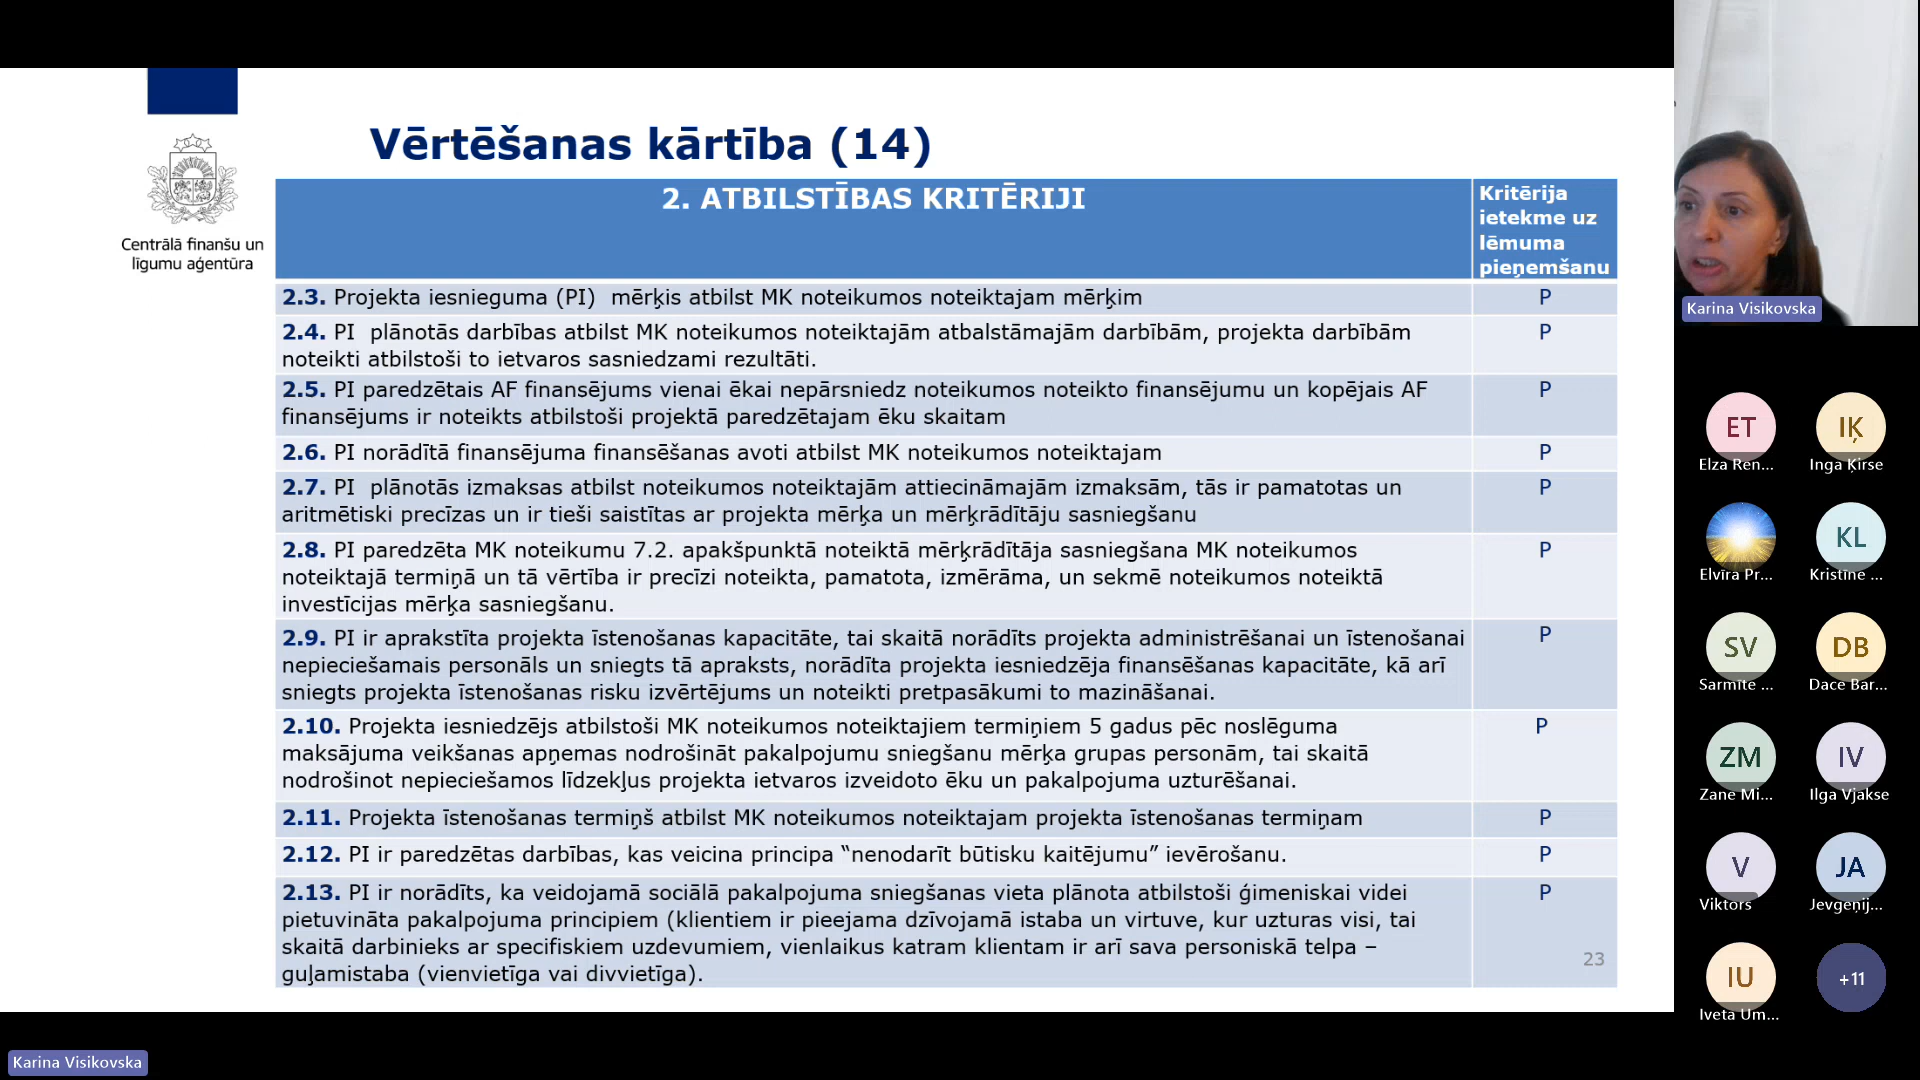 Vērtēšanas kārtība (14)
Centrālā finanšu un
līgumu aģentūra
2. ATBILSTĪBAS KRITĒRIJI
Kritērija
ietekme uz
lēmuma
pieņemšanu
2.3. Projekta iesnieguma (PI) mērķis atbilst MK noteikumos noteiktajam mērķim
P
2.4. PI plānotās darbības atbilst MK noteikumos noteiktajām atbalstāmajām darbībām, projekta darbībām
noteikti atbilstoši to ietvaros sasniedzami rezultāti.
P
2.5. PI paredzētais AF finansējums vienai ēkai nepārsniedz noteikumos noteikto finansējumu un kopējais AF
finansējums ir noteikts atbilstoši projektā paredzētajam ēku skaitam
P
2.6. PI norādītā finansējuma finansēšanas avoti atbilst MK noteikumos noteiktajam
P
2.7. PI plānotās izmaksas atbilst noteikumos noteiktajām attiecināmajām izmaksām, tās ir pamatotas un
aritmētiski precīzas un ir tieši saistītas ar projekta mērķa un mērķrādītāju sasniegšanu
P
2.8. PI paredzēta MK noteikumu 7.2. apakšpunktā noteiktā mērķrādītāja sasniegšana MK noteikumos
noteiktajā termiņā un tā vērtība ir precīzi noteikta, pamatota, izmērāma, un sekmē noteikumos noteiktā
investīcijas mērķa sasniegšanu.
P
2.9. PI ir aprakstīta projekta īstenošanas kapacitāte, tai skaitā norādīts projekta administrēšanai un īstenošanai
nepieciešamais personāls un sniegts tā apraksts, norādīta projekta iesniedzēja finansēšanas kapacitāte, kā arī
sniegts projekta īstenošanas risku izvērtējums un noteikti pretpasākumi to mazināšanai.
P
2.10. Projekta iesniedzējs atbilstoši MK noteikumos noteiktajiem termiņiem 5 gadus pēc noslēguma
maksājuma veikšanas apņemas nodrošināt pakalpojumu sniegšanu mērķa grupas personām, tai skaitā
nodrošinot nepieciešamos līdzekļus projekta ietvaros izveidoto ēku un pakalpojuma uzturēšanai.
P
2.11. Projekta īstenošanas termiņš atbilst MK noteikumos noteiktajam projekta īstenošanas termiņam
P
2.12. PI ir paredzētas darbības, kas veicina principa “nenodarīt būtisku kaitējumu” ievērošanu.
P
2.13. PI ir norādīts, ka veidojamā sociālā pakalpojuma sniegšanas vieta plānota atbilstoši ģimeniskai videi
pietuvināta pakalpojuma principiem (klientiem ir pieejama dzīvojamā istaba un virtuve, kur uzturas visi, tai
skaitā darbinieks ar specifiskiem uzdevumiem, vienlaikus katram klientam ir arī sava personiskā telpa –
guļamistaba (vienvietīga vai divvietīga).
P
23
Karina Visikovska
ET
Elza Ren...
IĶ
Inga Ķirse
Elvīra Pr...
KL
Kristīne ...
SV
Sarmīte ...
DB
Dace Bar...
ZM
Zane Mi...
IV
Ilga Vjakse
V
Viktors
JA
Jevgeņij...
IU
Iveta Um...
+11
Karina Visikovska